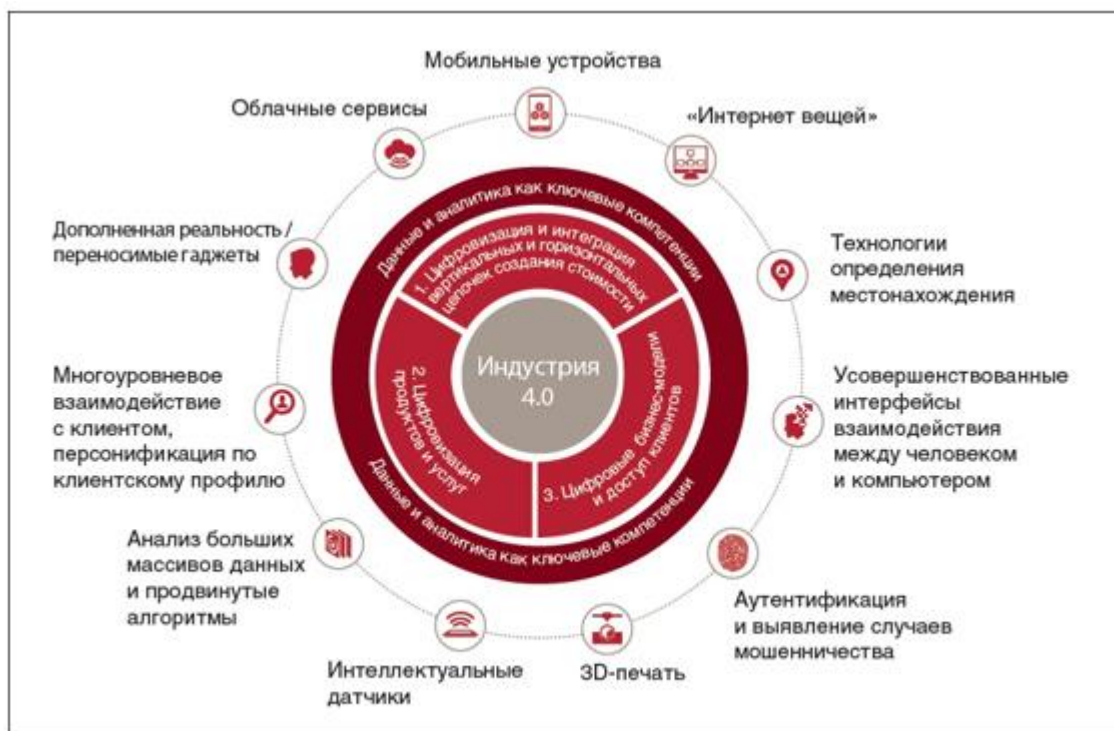 Мобильные устройства
Облачные сервисы
«Интернет вещей»
Дополненная реальность /
переносимые гаджеты
Технологии
определения
местонахождения
Многоуровневое
взаимодействие
с клиентом,
персонификация по
клиентскому профилю
Усовершенствованные
интерфейсы
взаимодействия
между человеком
и компьютером
Анализ больших
массивов данных
и продвинутые
алгоритмы
Аутентификация
и выявление случаев
мошенничества
Интеллектуальные
датчики
3D-печать
Данные и аналитика как ключевые компетенции
1. Цифровизация и интеграция
вертикальных и горизонтальных
цепочек создания стоимости
Индустрия
4.0
2. Цифровизация
продуктов и услуг
3. Цифровые бизнес-модели
и доступ клиентов
Данные и аналитика как ключевые компетенции